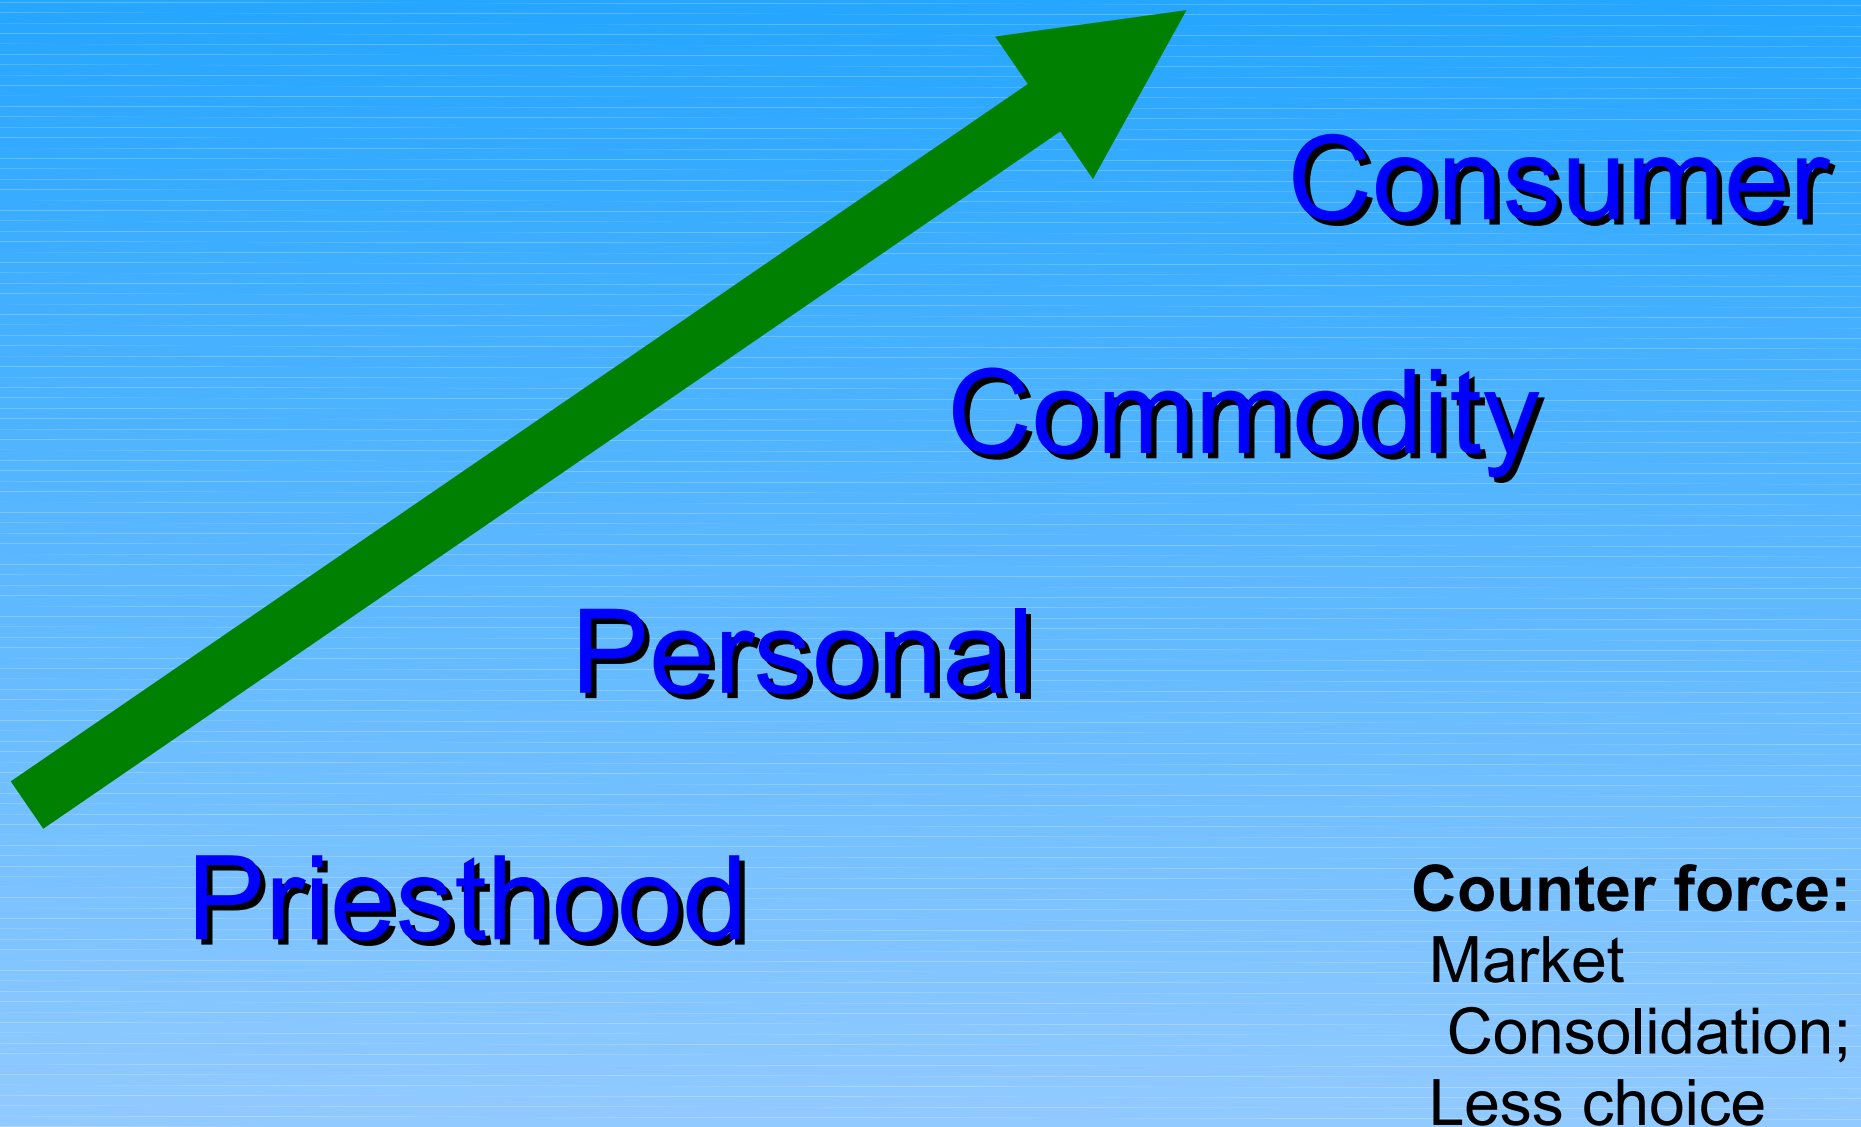 Consumer
Commodity
Personal
Priesthood
Counter force:
Market
Consolidation;
Less choice